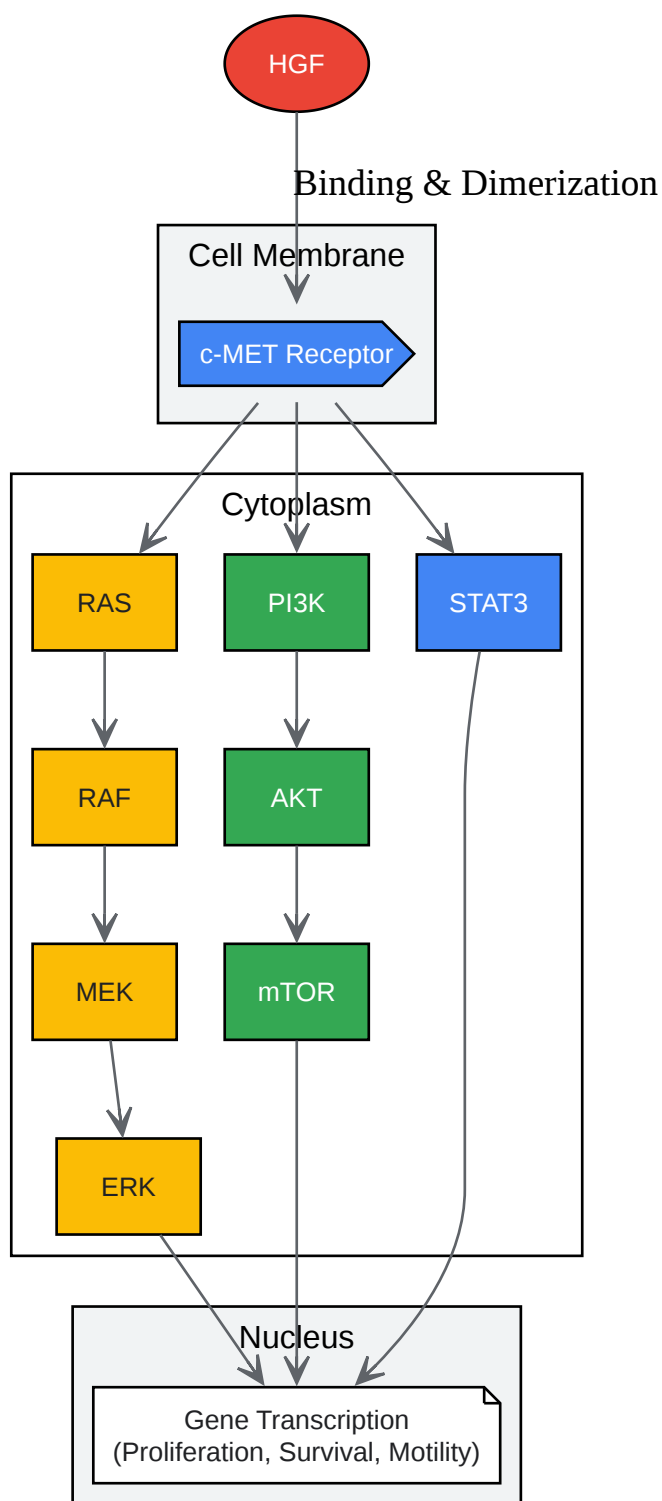 HGF
Binding & Dimerization
Cell Membrane
c-MET Receptor
Cytoplasm
RAS
PI3K
STAT3
RAF
AKT
MEK
mTOR
ERK
Nucleus
Gene Transcription
(Proliferation, Survival, Motility)